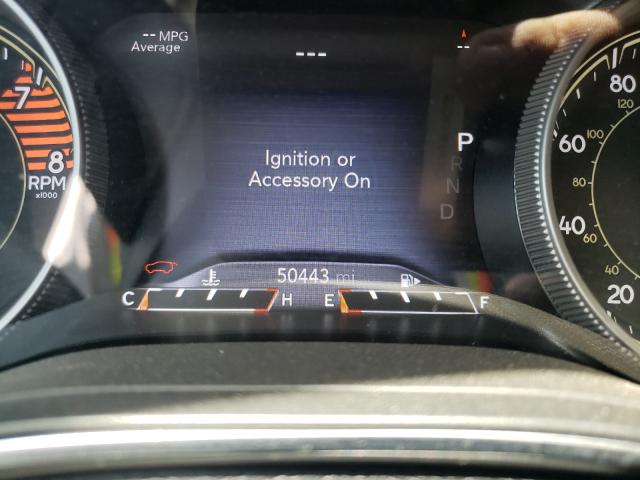 -- MPG
Average
---
--
7
8
RPM
x1000
Ignition or
Accessory On
P
R
N
D
50443 mi
C
H
E
F
80
120
60
100
80
40
60
40
20